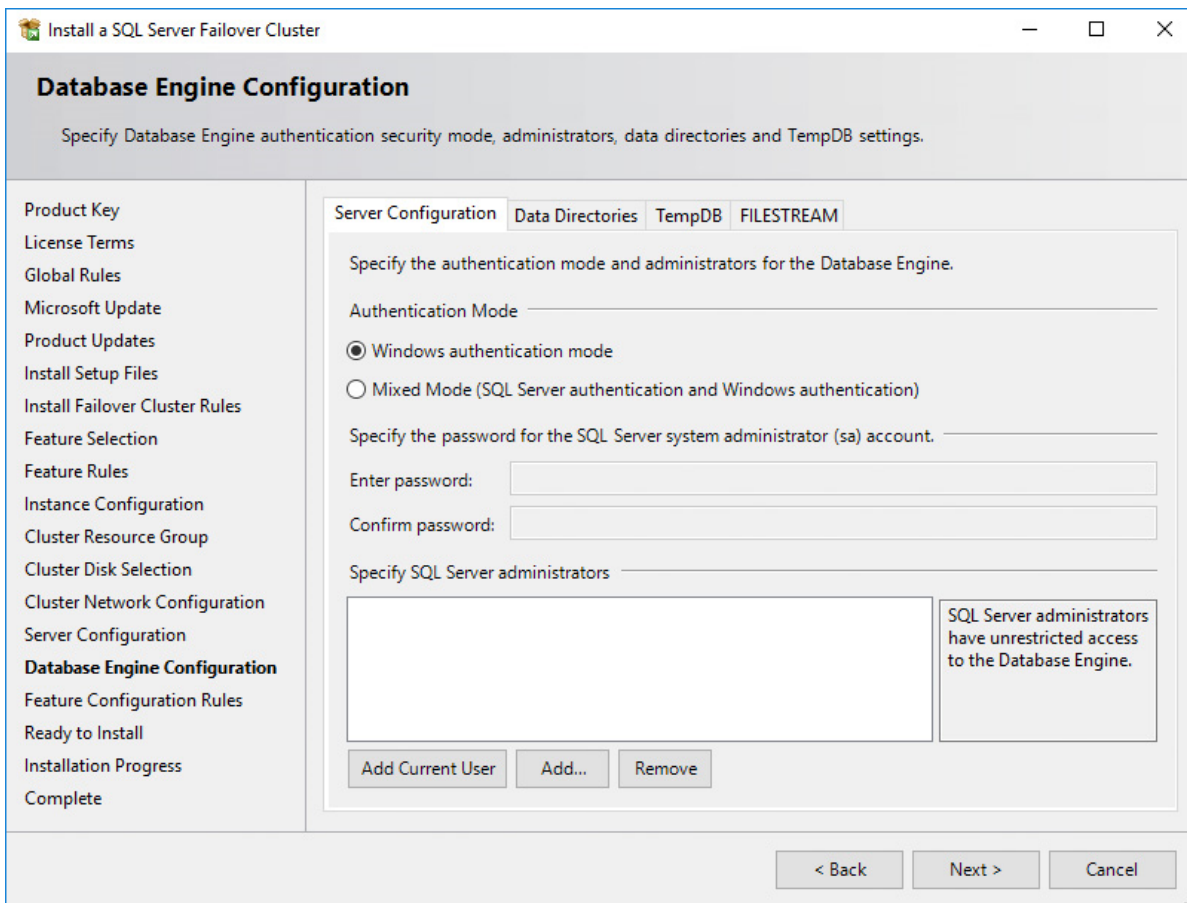 Install a SQL Server Failover Cluster
Database Engine Configuration
Specify Database Engine authentication security mode, administrators, data directories and TempDB settings.
Product Key
License Terms
Global Rules
Microsoft Update
Product Updates
Install Setup Files
Install Failover Cluster Rules
Feature Selection
Feature Rules
Instance Configuration
Cluster Resource Group
Cluster Disk Selection
Cluster Network Configuration
Server Configuration
Database Engine Configuration
Feature Configuration Rules
Ready to Install
Installation Progress
Complete
Server Configuration Data Directories TempDB FILESTREAM
Specify the authentication mode and administrators for the Database Engine.
Authentication Mode
Windows authentication mode
Mixed Mode (SQL Server authentication and Windows authentication)
Specify the password for the SQL Server system administrator (sa) account.
Enter password:
Confirm password:
Specify SQL Server administrators
SQL Server administrators
have unrestricted access
to the Database Engine.
Add Current User Add... Remove
< Back Next > Cancel